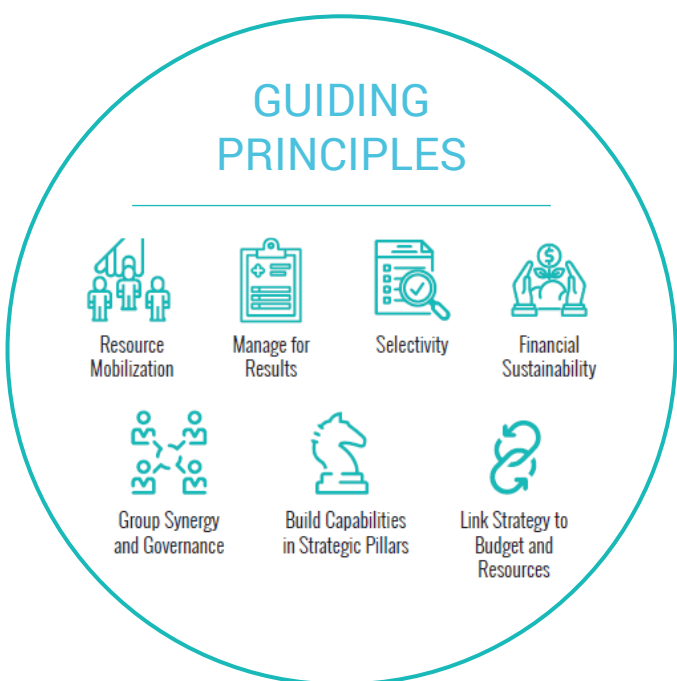 GUIDING
PRINCIPLES
Resource
Mobilization
Manage for
Results
Selectivity
Financial
Sustainability
Group Synergy
and Governance
Build Capabilities
in Strategic Pillars
Link Strategy to
Budget and
Resources